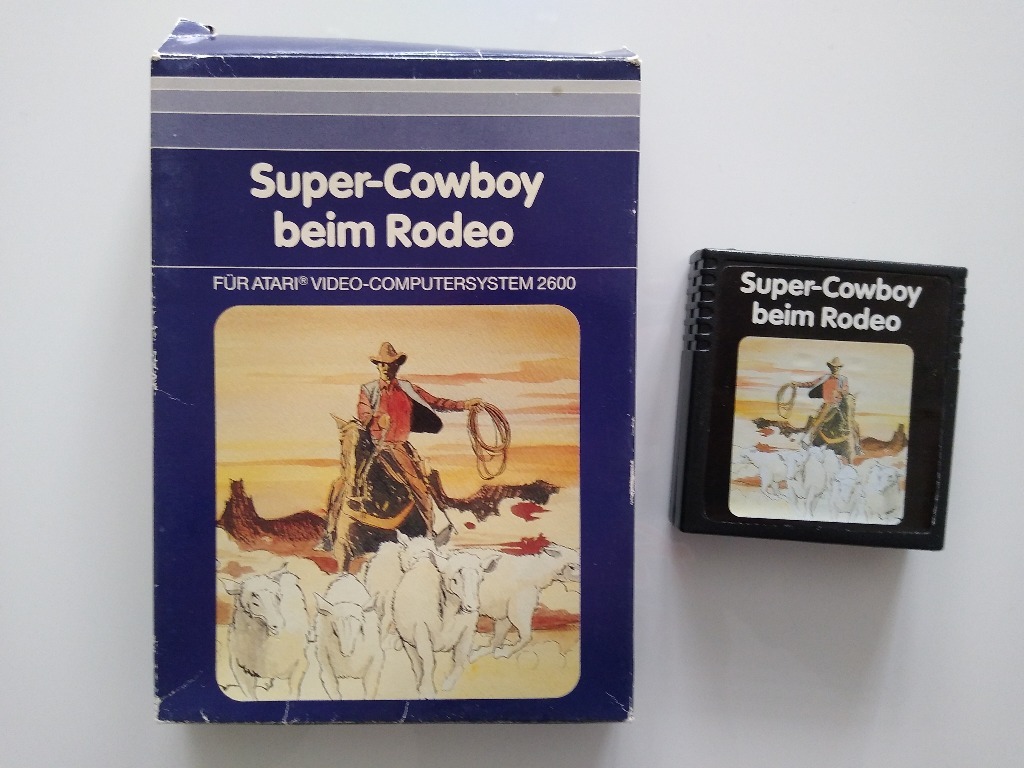 Super-Cowboy
beim Rodeo
FÜR ATARI® VIDEO-COMPUTERSYSTEM 2600
Super-Cowboy
beim Rodeo